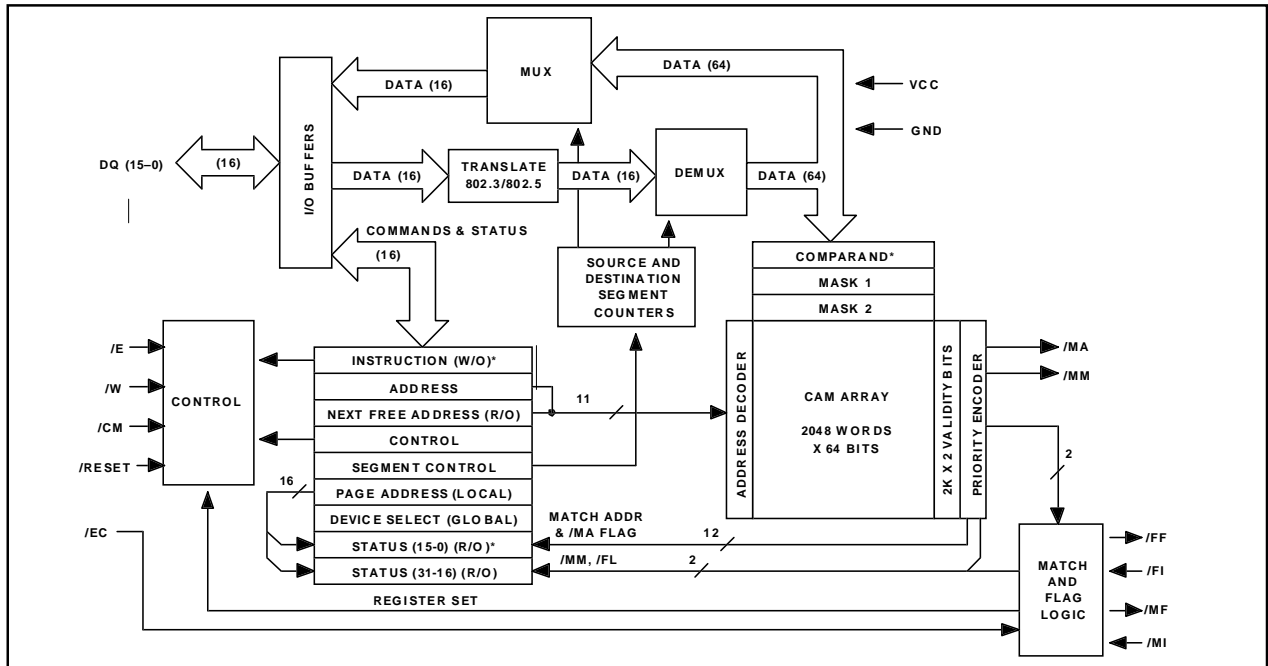 MUX
DATA (64)
DATA (16)
VCC
GND
I/O BUFFERS
DQ (15–0)
(16)
DATA (16)
TRANSLATE
802.3/802.5
DATA (16)
DEMUX
DATA (64)
COMMANDS & STATUS
(16)
SOURCE AND
DESTINATION
SEGMENT
COUNTERS
COMPARAND*
MASK 1
MASK 2
/E
/W
/CM
/RESET
CONTROL
INSTRUCTION (W/O)*
ADDRESS
NEXT FREE ADDRESS (R/O)
CONTROL
SEGMENT CONTROL
PAGE ADDRESS (LOCAL)
DEVICE SELECT (GLOBAL)
STATUS (15-0) (R/O)*
STATUS (31-16) (R/O)
REGISTER SET
16
11
ADDRESS DECODER
CAM ARRAY
2048 WORDS
X 64 BITS
2K X 2 VALIDITY BITS
PRIORITY ENCODER
/MA
/MM
2
/EC
MATCH ADDR
& /MA FLAG
12
/MM, /FL
2
MATCH
AND
FLAG
LOGIC
/FF
/FI
/MF
/MI